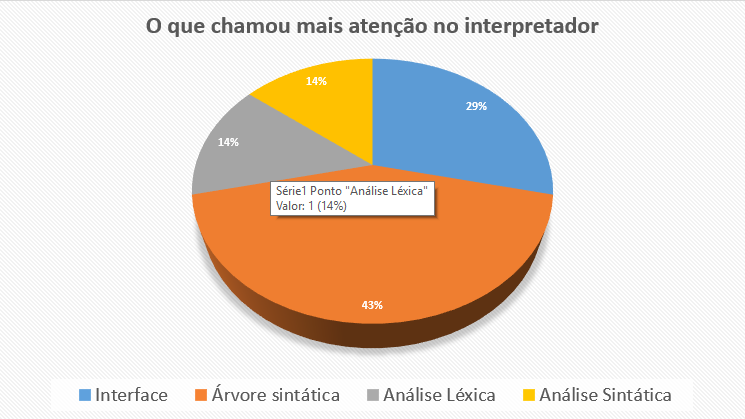 O que chamou mais atenção no interpretador
14%
29%
14%
Série1 Ponto "Análise Léxica"
Valor: 1 (14%)
43%
Interface Árvore sintática Análise Léxica Análise Sintática